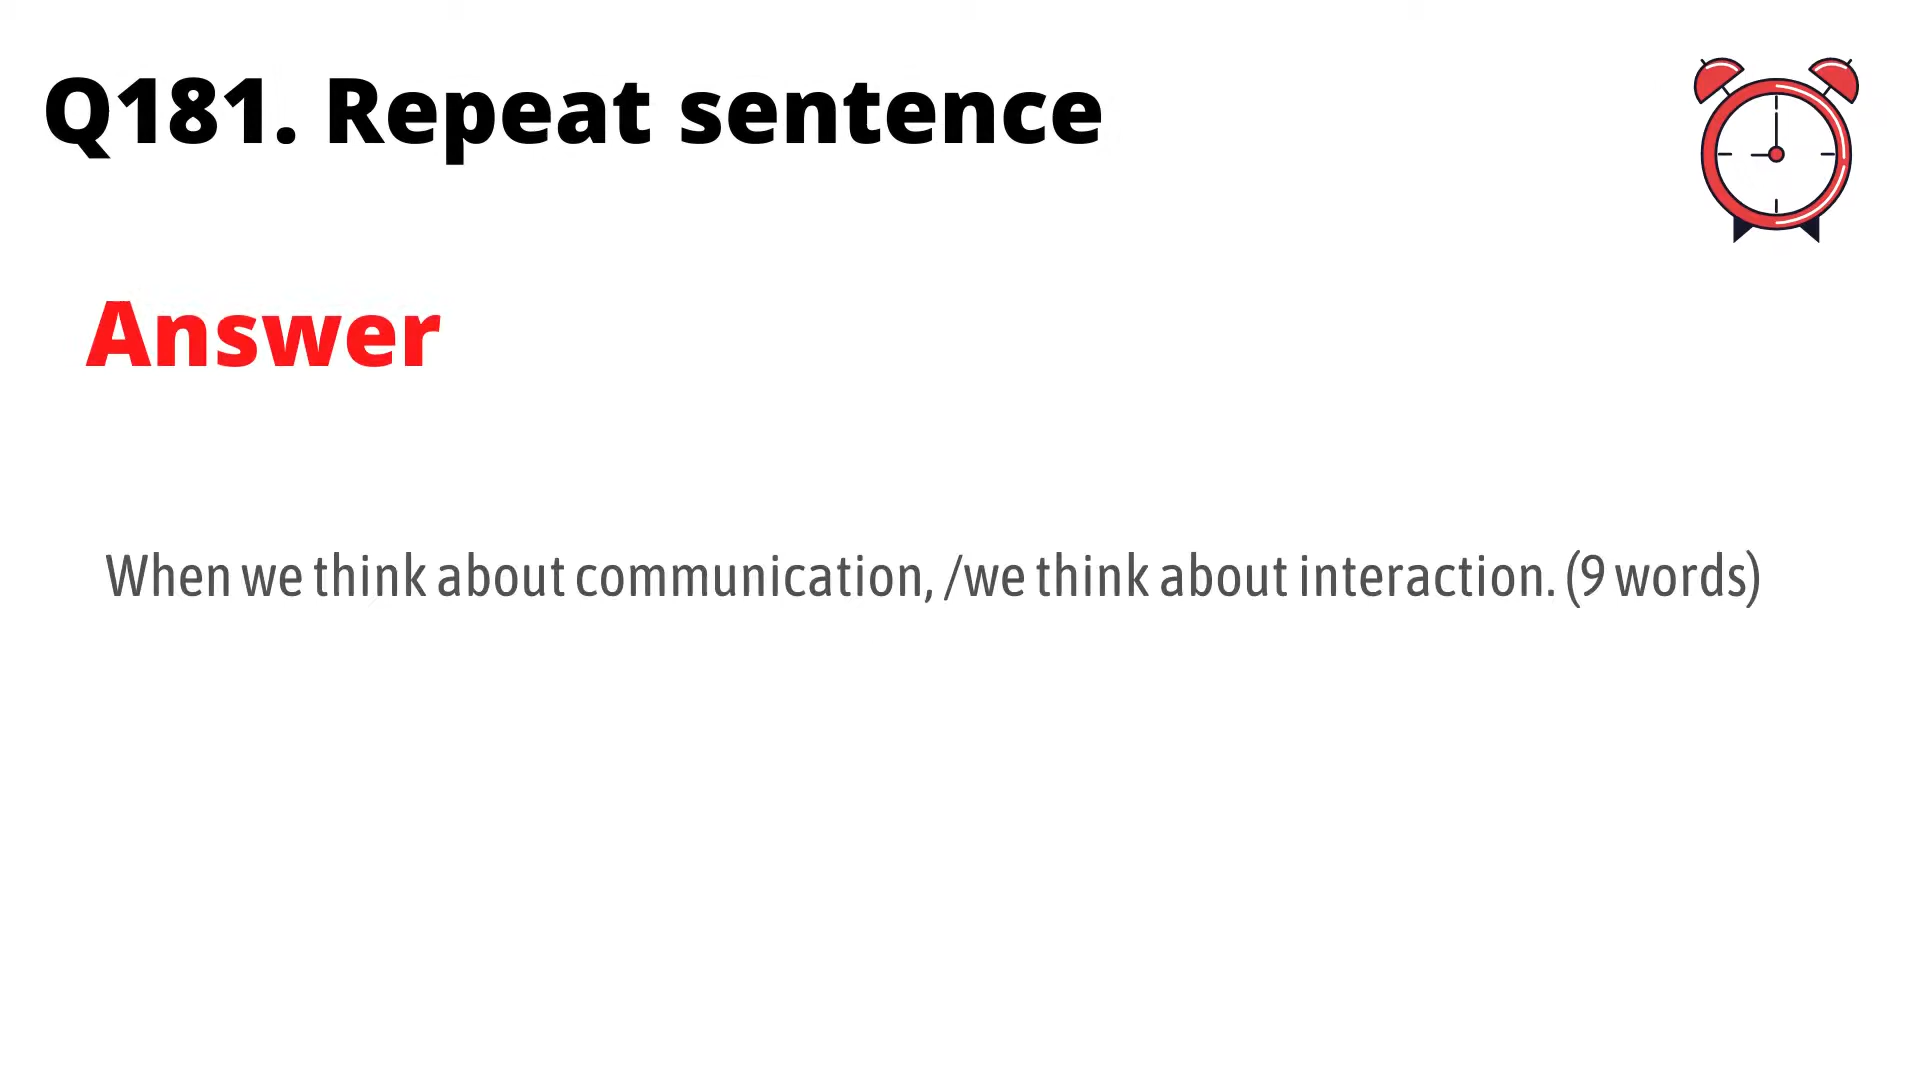 Q181. Repeat sentence
Answer
When we think about communication, /we think about interaction. (9 words)